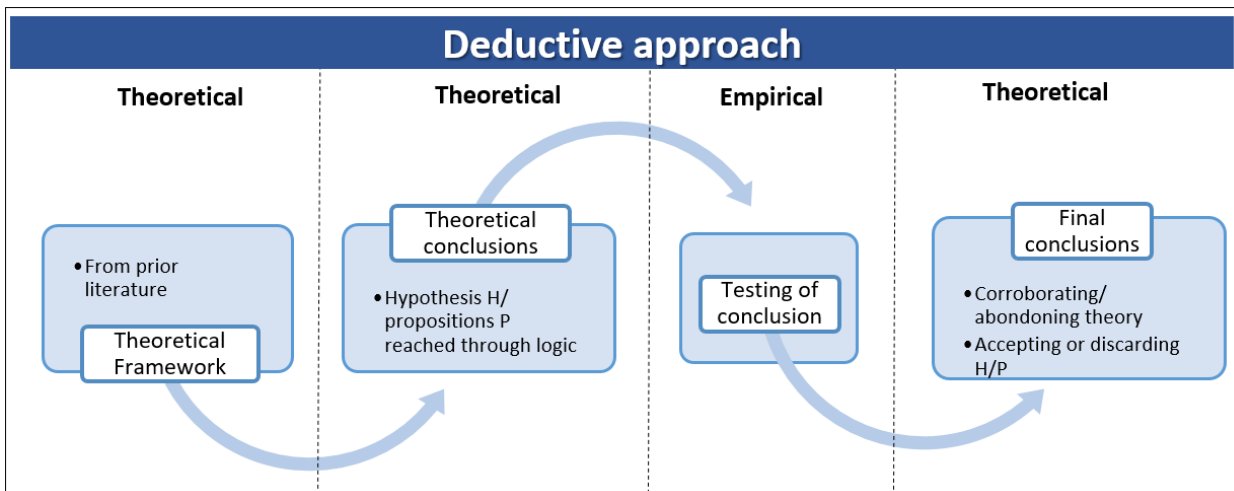 Deductive approach
Theoretical
Theoretical
Empirical
Theoretical
•From prior
literature
Theoretical
Framework
Theoretical
conclusions
•Hypothesis H/
propositions P
reached through logic
Testing of
conclusion
Final
conclusions
•Corroborating/
abondoning theory
•Accepting or discarding
H/P